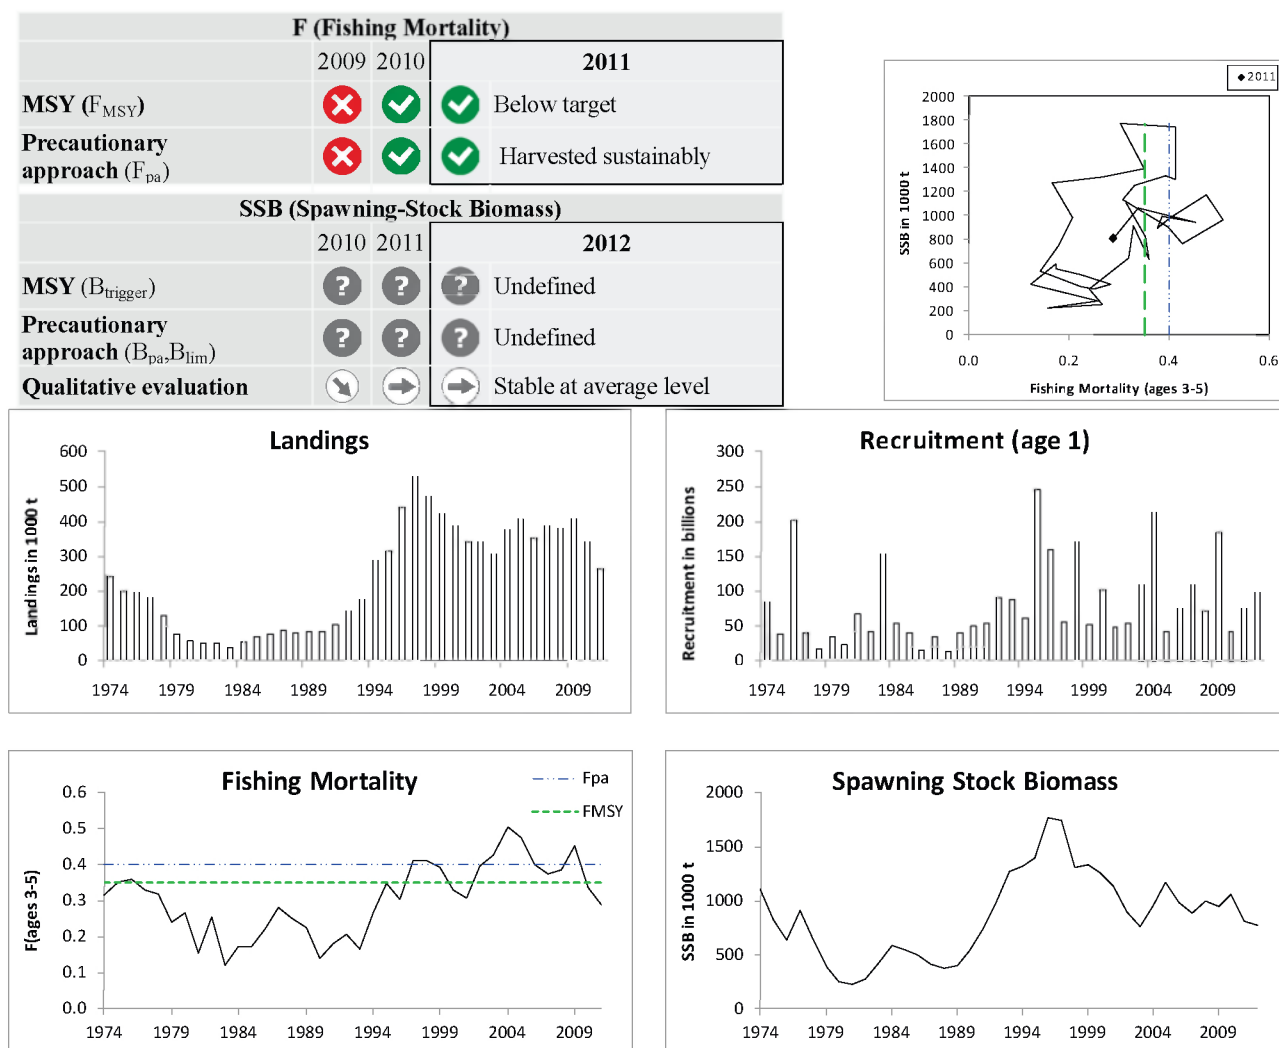 F (Fishing Mortality)
2009 2010 2011
MSY (FMSY) Below target
Precautionary
approach (Fpa) Harvested sustainably
SSB (Spawning-Stock Biomass)
2010 2011 2012
MSY (Btrigger) ? ? ? Undefined
Precautionary
approach (Bpa,Blim) ? ? ? Undefined
Qualitative evaluation Stable at average level
2011
SSB in 1000 t
2000
1800
1600
1400
1200
1000
800
600
400
200
0
0.0 0.2 0.4 0.6
Fishing Mortality (ages 3-5)
Landings
Landings in 1000 t
600
500
400
300
200
100
0
1974 1979 1984 1989 1994 1999 2004 2009
Recruitment (age 1)
Recruitment in billions
300
250
200
150
100
50
0
1974 1979 1984 1989 1994 1999 2004 2009
Fishing Mortality
Fpa
FMSY
F(ages 3-5)
0.6
0.5
0.4
0.3
0.2
0.1
0.0
1974 1979 1984 1989 1994 1999 2004 2009
Spawning Stock Biomass
SSB in 1000 t
2000
1500
1000
500
0
1974 1979 1984 1989 1994 1999 2004 2009